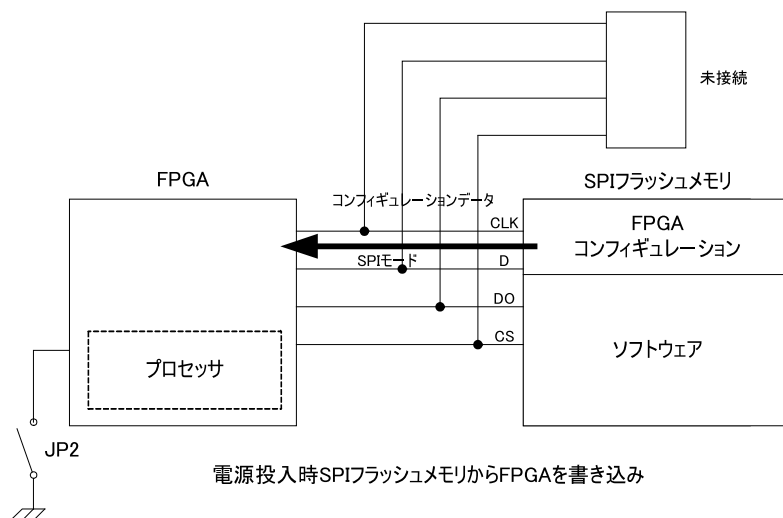 未接続
FPGA
SPIフラッシュメモリ
コンフィギュレーションデータ
CLK
FPGA
コンフィギュレーション
SPIモード
D
DO
CS
プロセッサ
ソフトウェア
JP2
電源投入時SPIフラッシュメモリからFPGAを書き込み